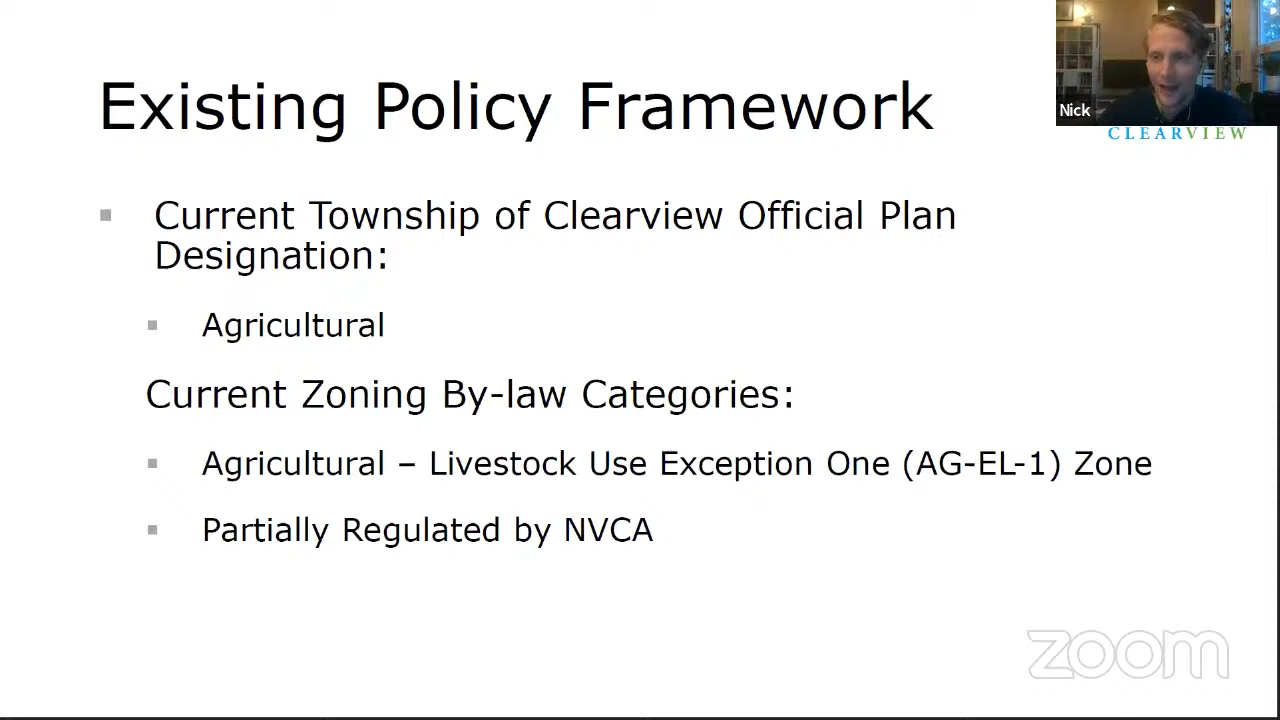 Existing Policy Framework
Nick
CLEARVIEW
Current Township of Clearview Official Plan
Designation:
Agricultural
Current Zoning By-law Categories:
Agricultural – Livestock Use Exception One (AG-EL-1) Zone
Partially Regulated by NVCA
zoom